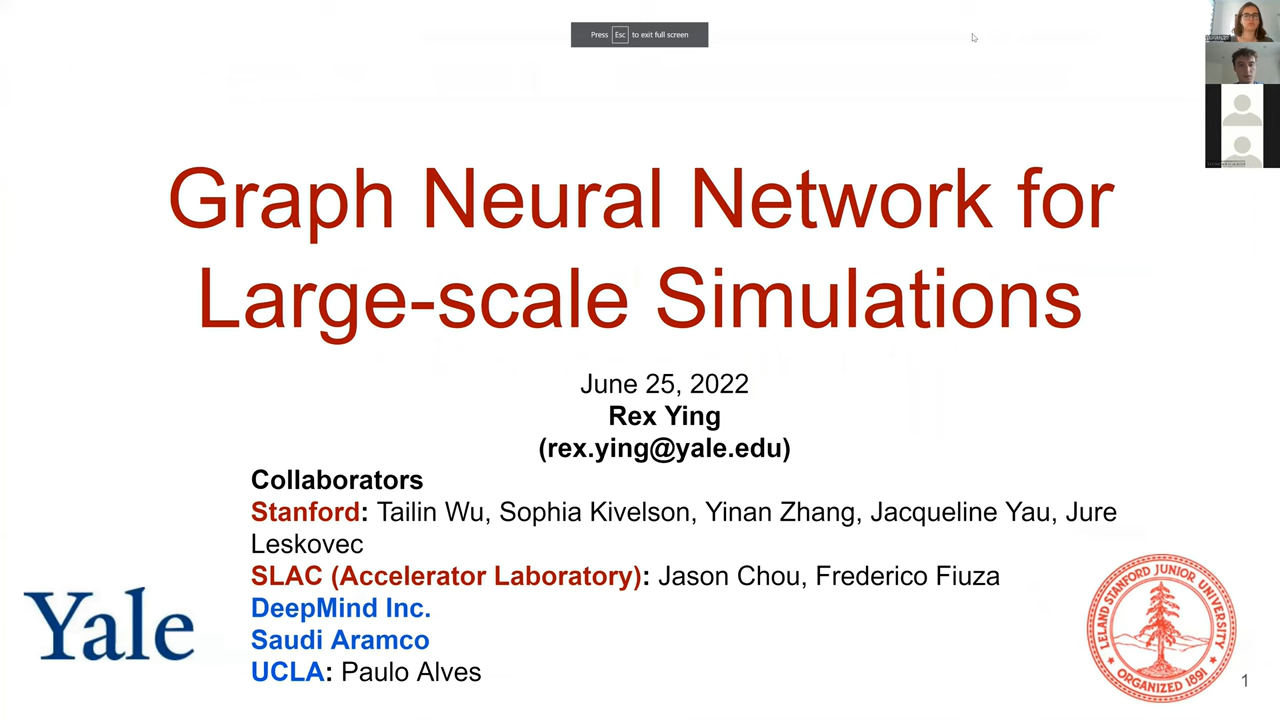 Press Esc to exit full screen
Graph Neural Network for
Large-scale Simulations
June 25, 2022
Rex Ying
(rex.ying@yale.edu)
Collaborators
Stanford: Tailin Wu, Sophia Kivelson, Yinan Zhang, Jacqueline Yau, Jure
Leskovec
SLAC (Accelerator Laboratory): Jason Chou, Frederico Fiuza
DeepMind Inc.
Saudi Aramco
UCLA: Paulo Alves
Yale
LELAND STANFORD JUNIOR UNIVERSITY
ORGANIZED 1891
1